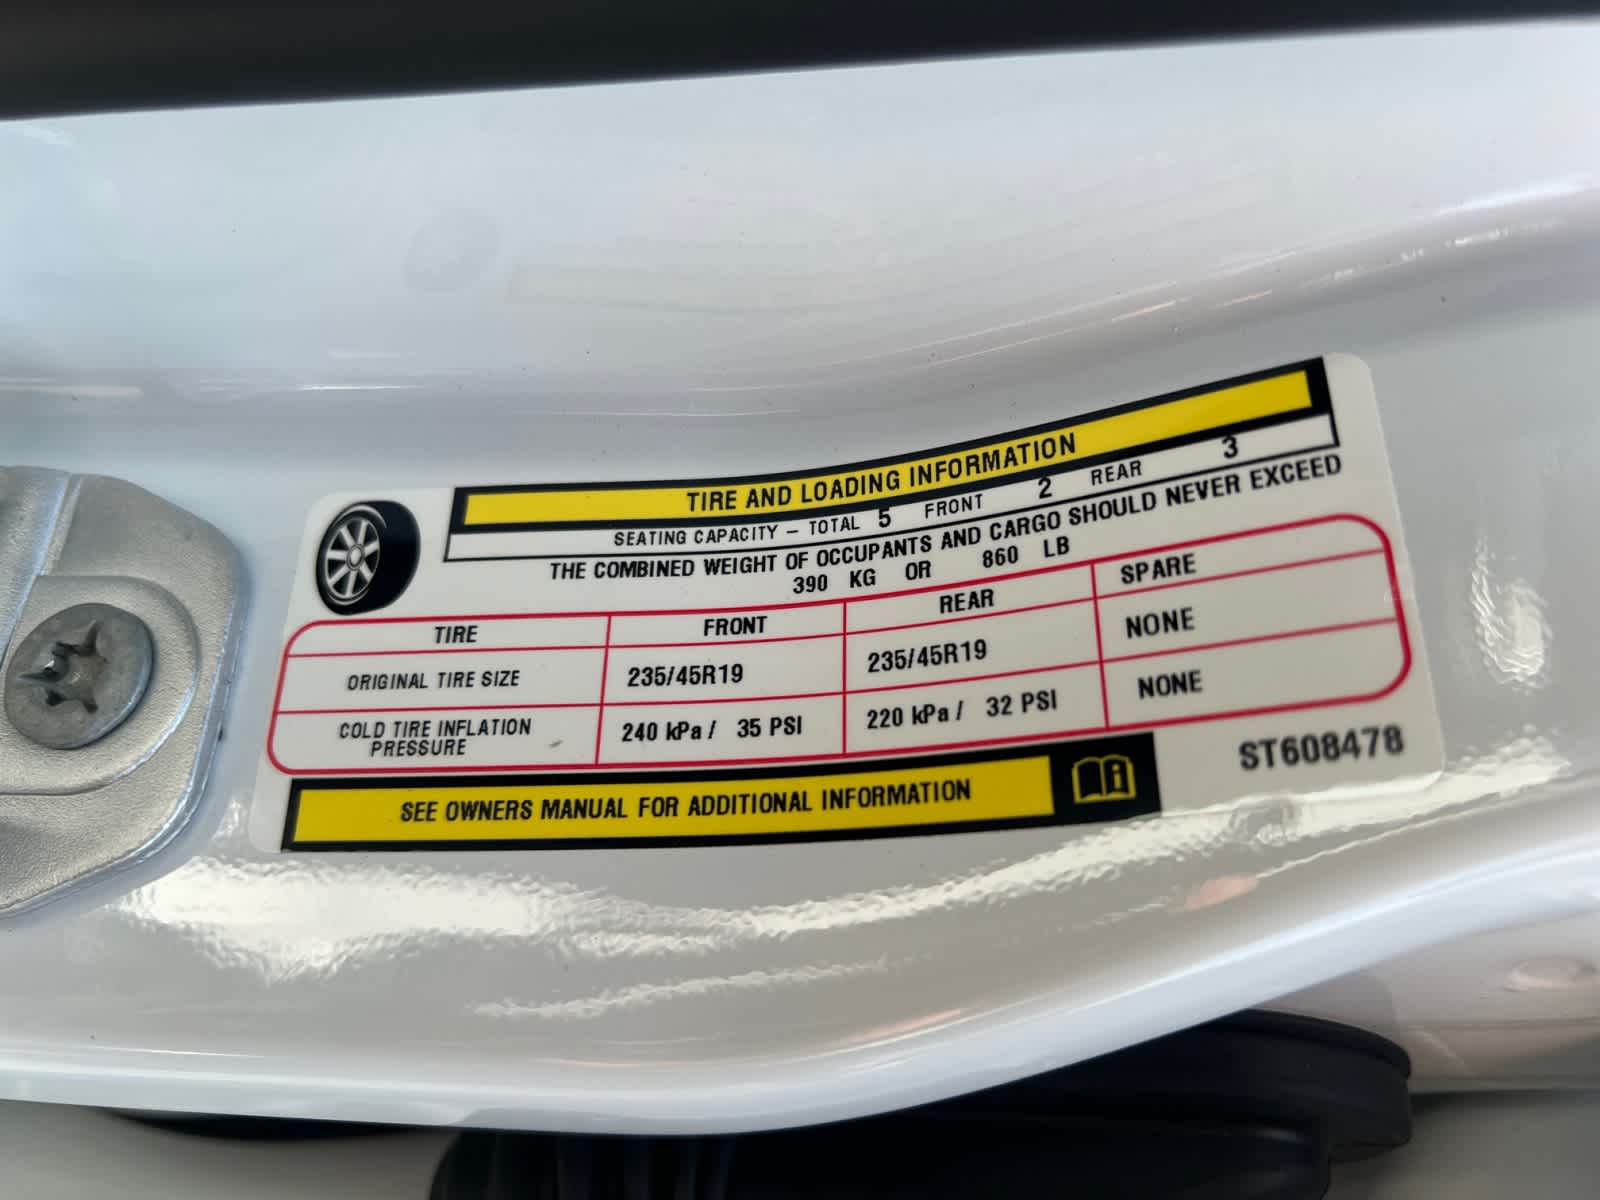 TIRE AND LOADING INFORMATION
SEATING CAPACITY – TOTAL 5 FRONT 2 REAR 3
THE COMBINED WEIGHT OF OCCUPANTS AND CARGO SHOULD NEVER EXCEED
390 KG OR 860 LB
TIRE FRONT REAR SPARE
ORIGINAL TIRE SIZE 235/45R19 235/45R19 NONE
COLD TIRE INFLATION
PRESSURE 240 kPa / 35 PSI 220 kPa / 32 PSI NONE
SEE OWNERS MANUAL FOR ADDITIONAL INFORMATION
ST608478